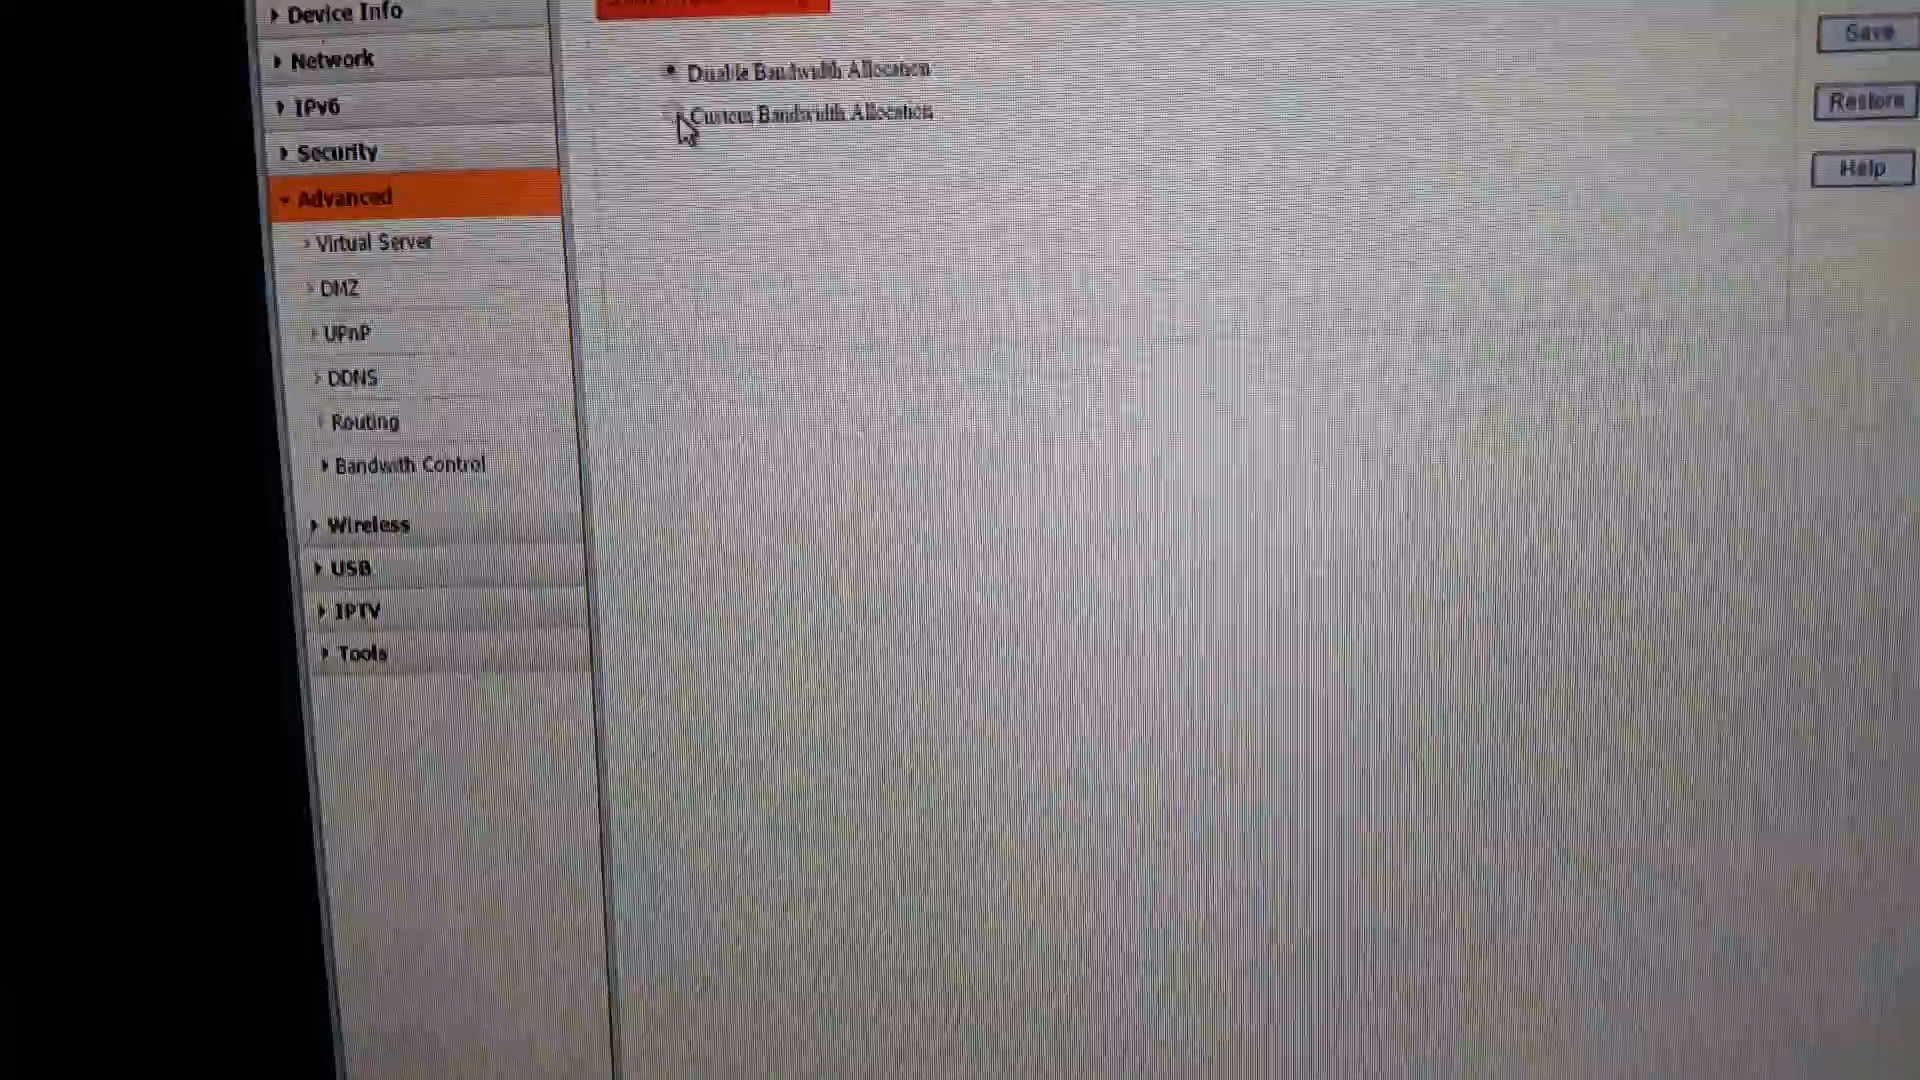 Device Info
Network
IPv6
Security
Advanced
Virtual Server
DMZ
UPnP
DDNS
Routing
Bandwith Control
Wireless
USB
IPTV
Tools
Disable Bandwidth Allocation
Custom Bandwidth Allocation
Save
Restore
Help